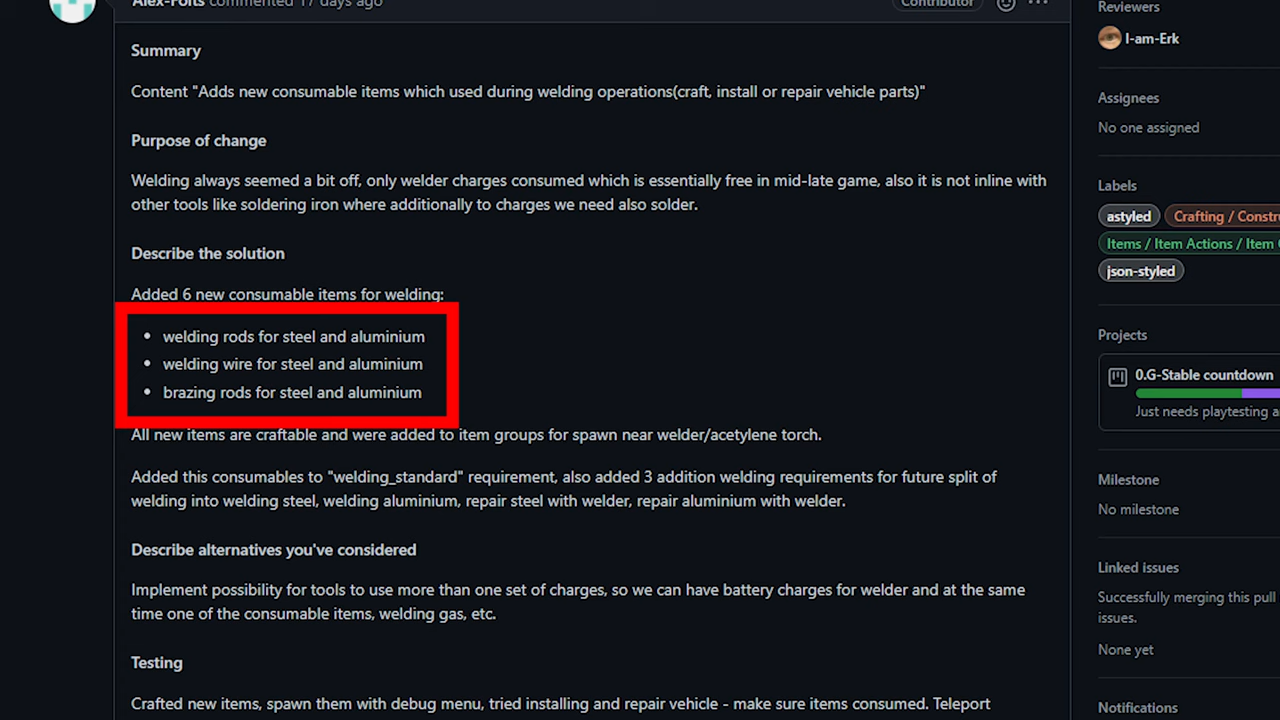 Alex-Folts commented 17 days ago
Contributor
Summary
Content "Adds new consumable items which used during welding operations(craft, install or repair vehicle parts)"
Purpose of change
Welding always seemed a bit off, only welder charges consumed which is essentially free in mid-late game, also it is not inline with
other tools like soldering iron where additionally to charges we need also solder.
Describe the solution
Added 6 new consumable items for welding:
welding rods for steel and aluminium
welding wire for steel and aluminium
brazing rods for steel and aluminium
All new items are craftable and were added to item groups for spawn near welder/acetylene torch.
Added this consumables to "welding_standard" requirement, also added 3 addition welding requirements for future split of
welding into welding steel, welding aluminium, repair steel with welder, repair aluminium with welder.
Describe alternatives you've considered
Implement possibility for tools to use more than one set of charges, so we can have battery charges for welder and at the same
time one of the consumable items, welding gas, etc.
Testing
Crafted new items, spawn them with debug menu, tried installing and repair vehicle - make sure items consumed. Teleport
Reviewers
I-am-Erk
Assignees
No one assigned
Labels
astyled
Crafting / Constru
Items / Item Actions / Item
json-styled
Projects
0.G-Stable countdown
Just needs playtesting a
Milestone
No milestone
Linked issues
Successfully merging this pull
issues.
None yet
Notifications